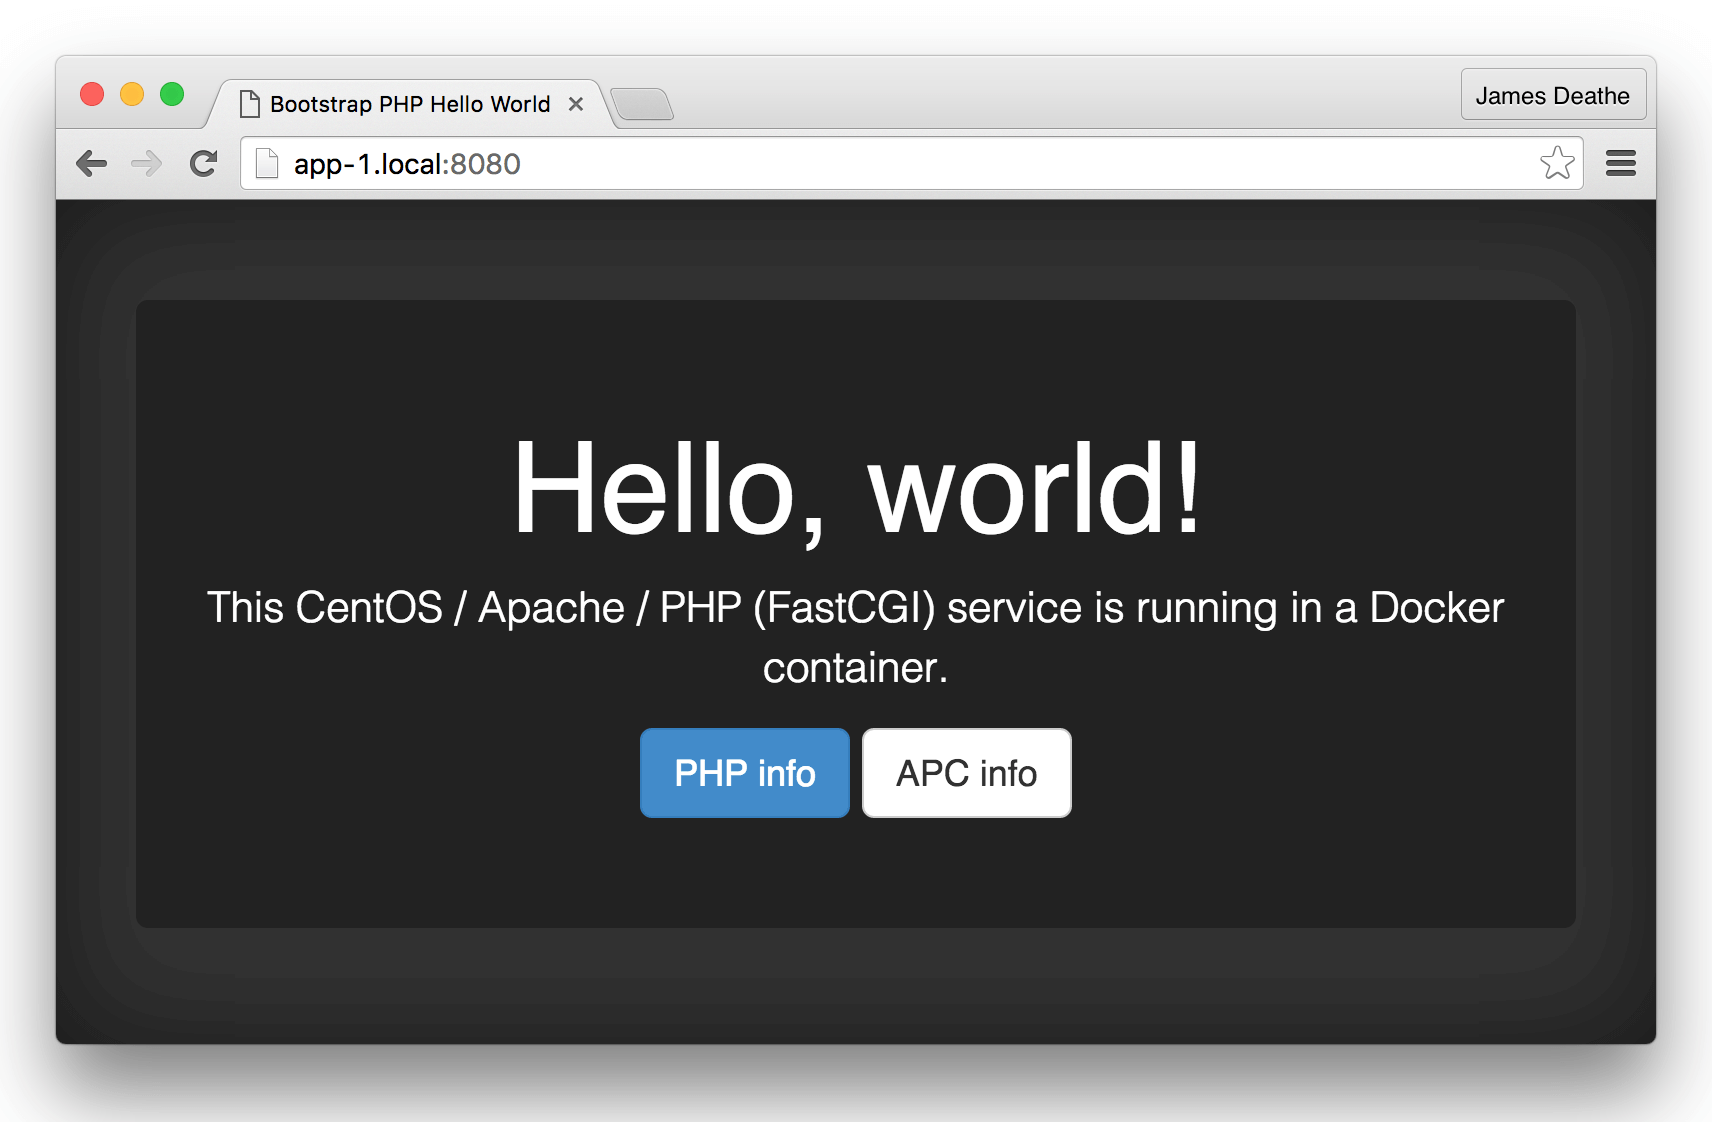 Bootstrap PHP Hello World
James Deathe
app-1.local:8080
Hello, world!
This CentOS / Apache / PHP (FastCGI) service is running in a Docker
container.
PHP info
APC info